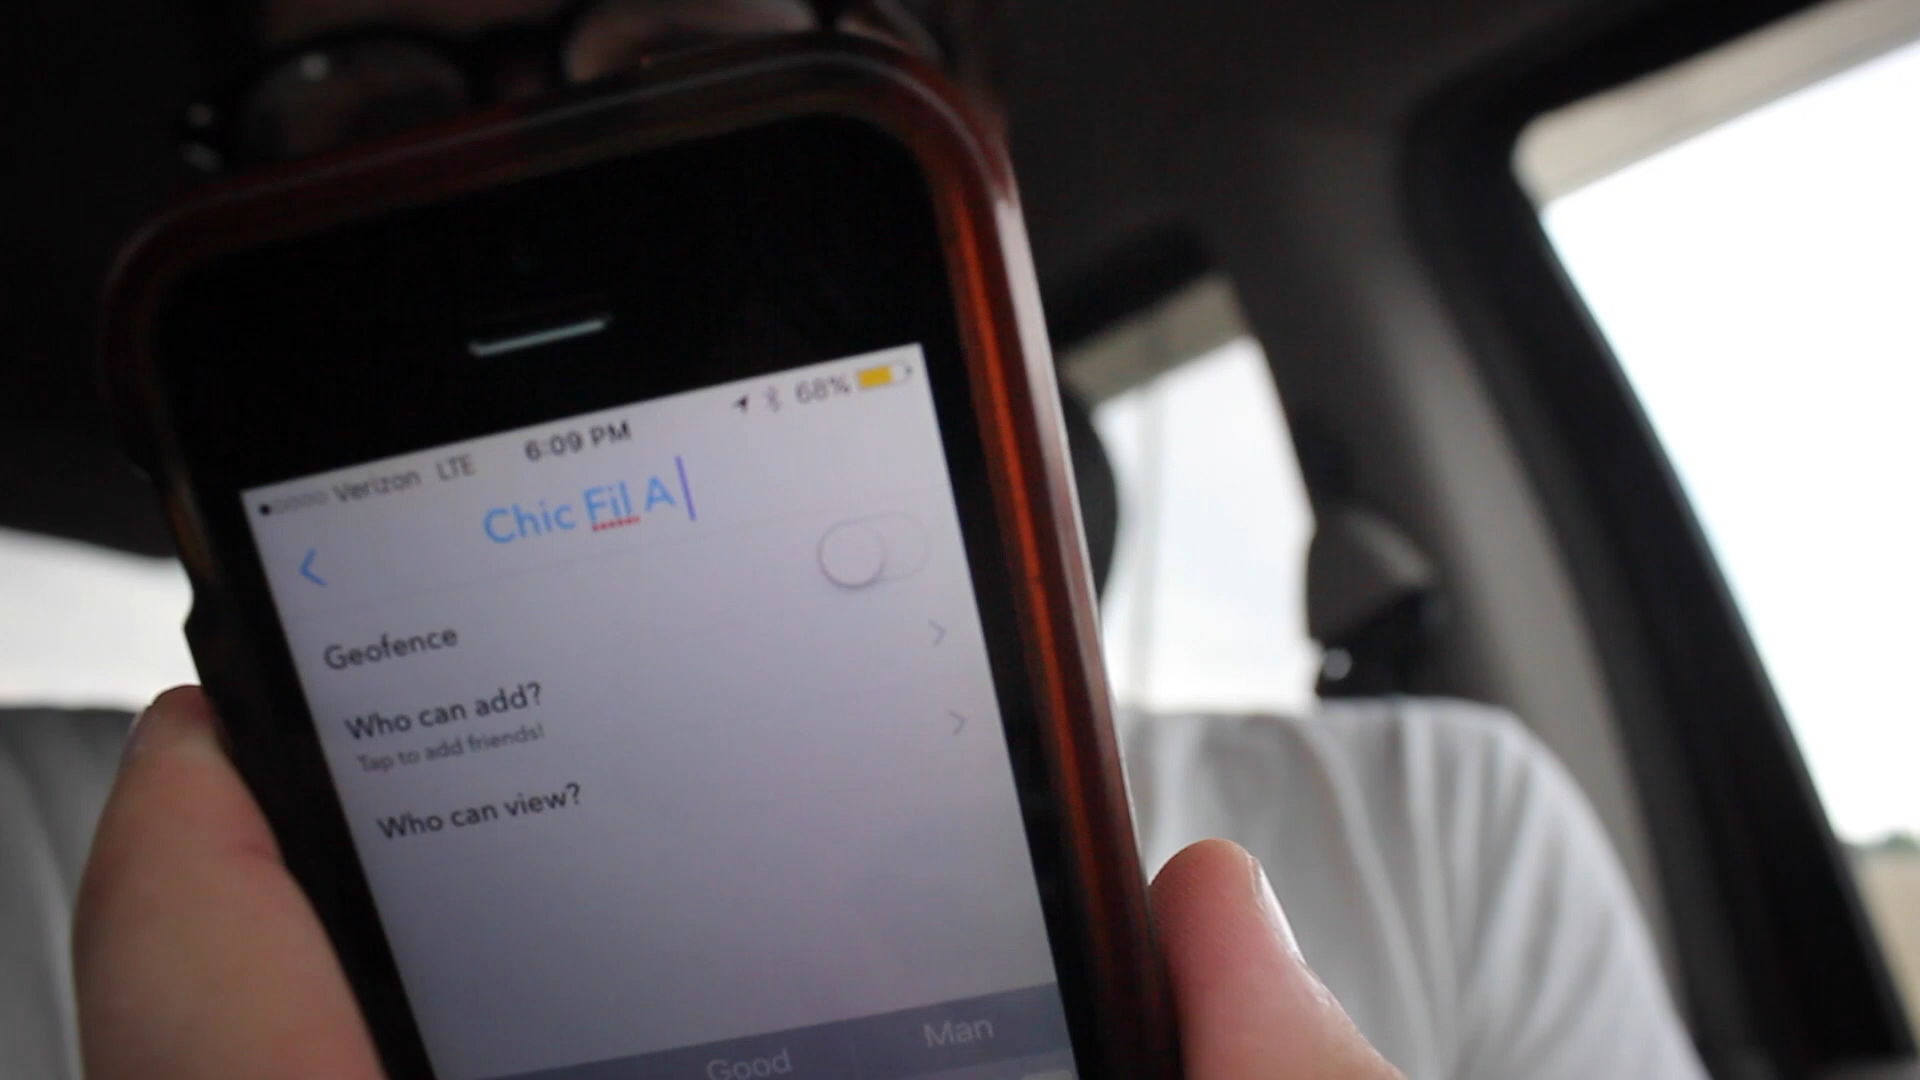 Verizon LTE 6:09 PM 68%
Chic Fil A
Geofence
Who can add?
Tap to add friends!
Who can view?
Good Man